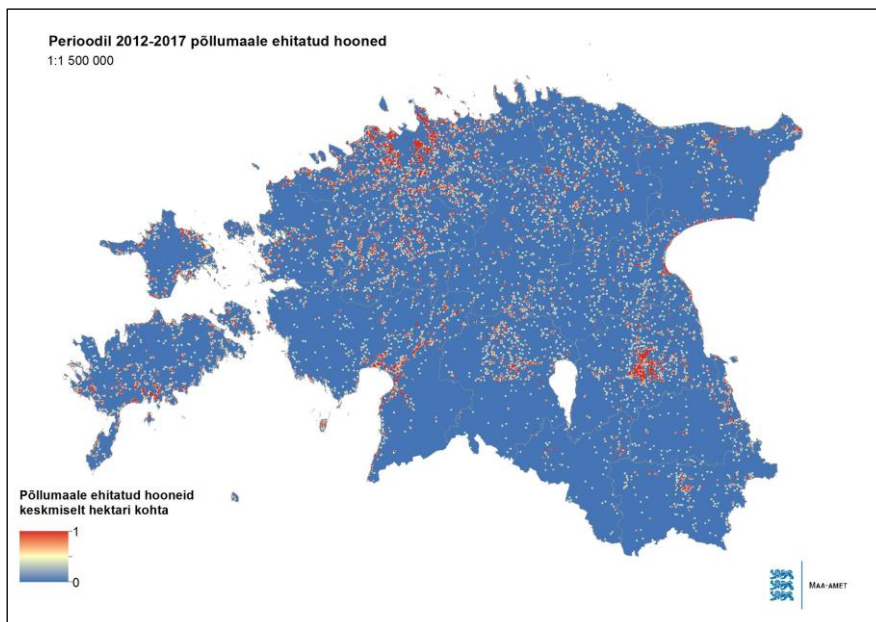 Perioodil 2012-2017 põllumaale ehitatud hooned
1:1 500 000
Põllumaale ehitatud hooneid
keskmiselt hektari kohta
1
0
MAA-AMET